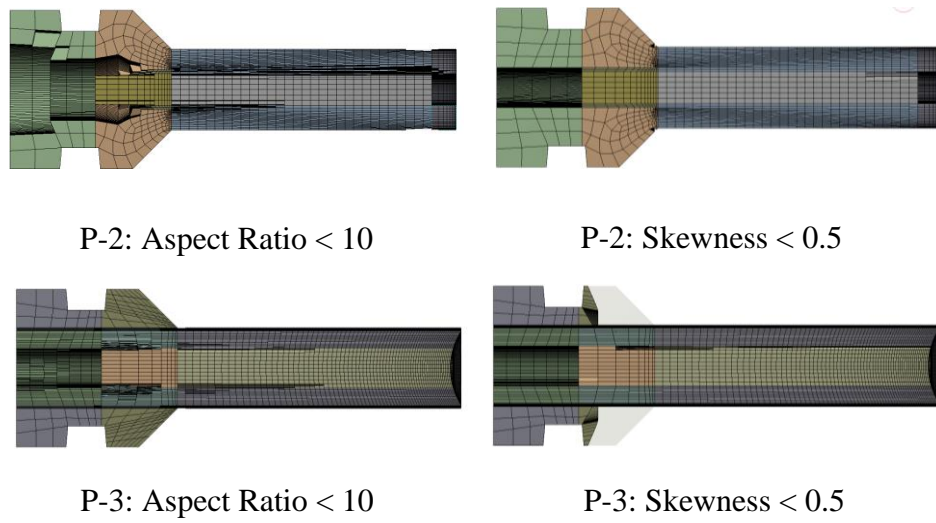 P-2: Aspect Ratio < 10
P-2: Skewness < 0.5
P-3: Aspect Ratio < 10
P-3: Skewness < 0.5